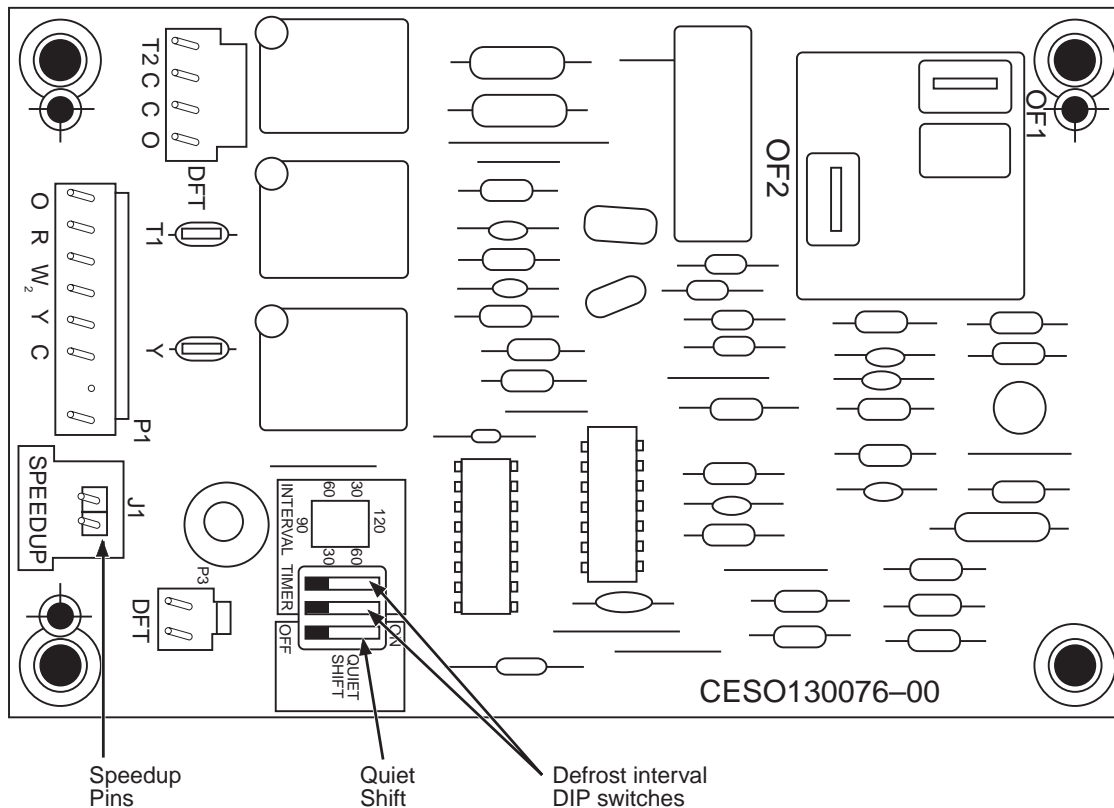 T2 C C O
DFT
OF1
OF2
O R W2 Y C
T1
Y
P1
SPEEDUP
J1
P3
DFT
INTERVAL TIMER
60 30
90 120
30 60
OFF ON
QUIET
SHIFT
CESO130076–00
Speedup
Pins
Quiet
Shift
Defrost interval
DIP switches